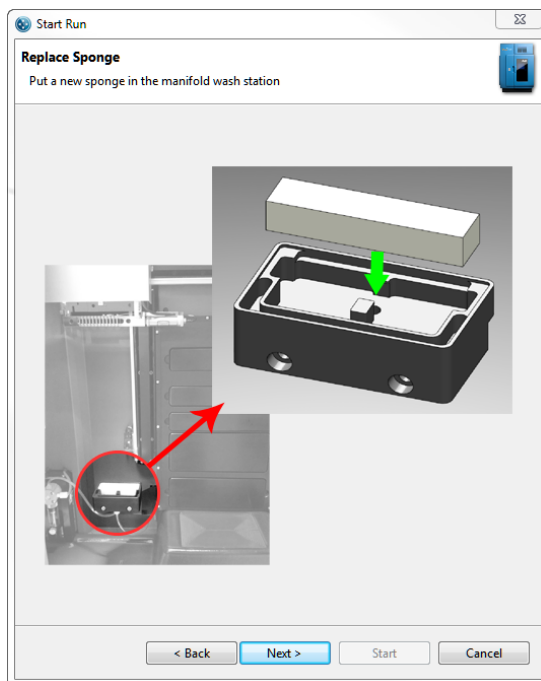 Start Run
Replace Sponge
Put a new sponge in the manifold wash station
< Back
Next >
Start
Cancel